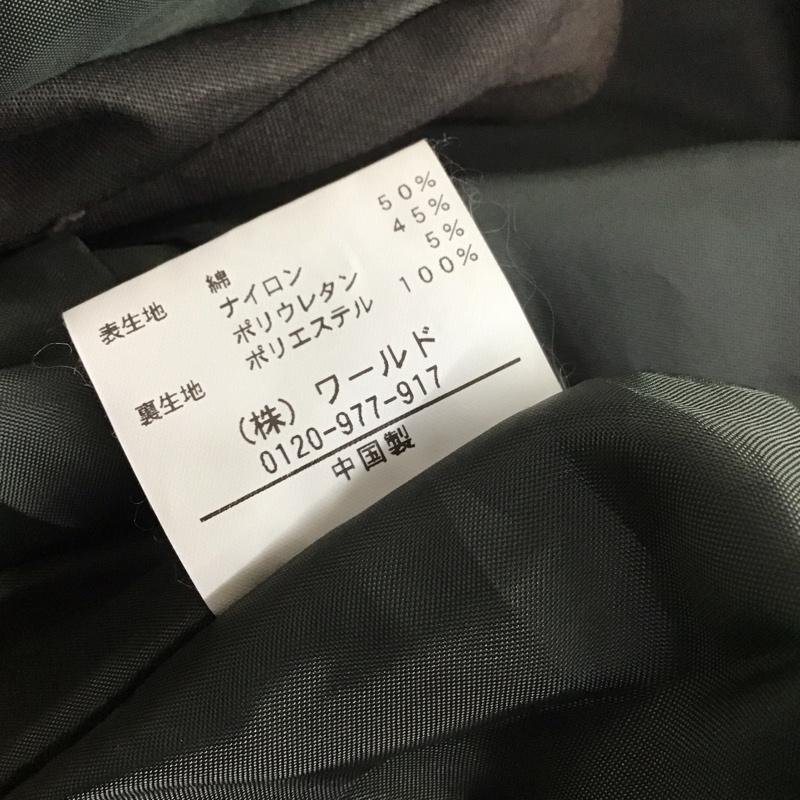 表生地 綿 50%
ナイロン 45%
ポリウレタン 5%
裏生地 ポリエステル 100%
(株) ワールド
0120-977-917
中国製